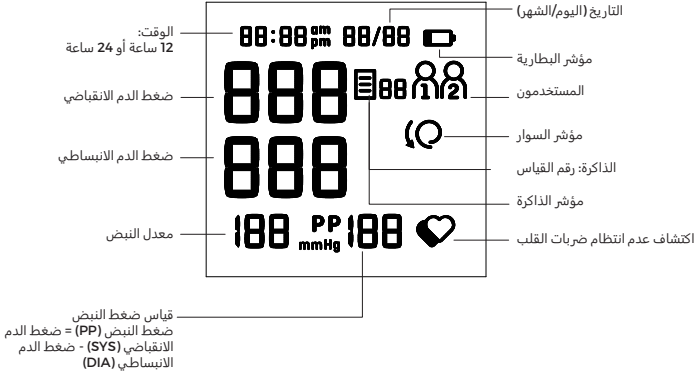 التاريخ (اليوم/الشهر)
الوقت:
12 ساعة أو 24 ساعة
88:88 am pm 88/88
مؤشر البطارية
ضغط الدم الانقباضي
888
88
1 2
المستخدمون
مؤشر السوار
ضغط الدم الانبساطي
888
الذاكرة: رقم القياس
مؤشر الذاكرة
معدل النبض
188
PP
mmHg
188
اكتشاف عدم انتظام ضربات القلب
قياس ضغط النبض
ضغط النبض (PP) = ضغط الدم
الانقباضي (SYS) - ضغط الدم
الانبساطي (DIA)